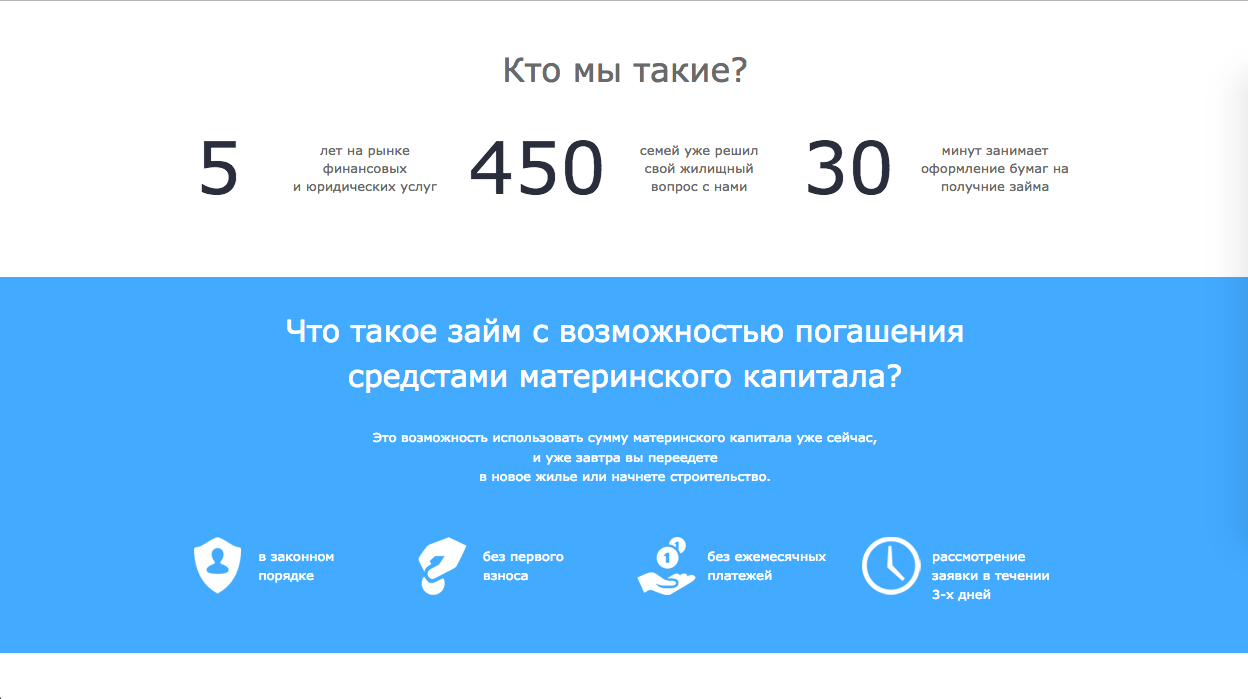 Кто мы такие?
5
лет на рынке
финансовых
и юридических услуг
450
семей уже решил
свой жилищный
вопрос с нами
30
минут занимает
оформление бумаг на
получние займа
Что такое займ с возможностью погашения
средстами материнского капитала?
Это возможность использовать сумму материнского капитала уже сейчас,
и уже завтра вы переедете
в новое жилье или начнете строительство.
в законном
порядке
без первого
взноса
1
1
без ежемесячных
платежей
рассмотрение
заявки в течении
3-х дней